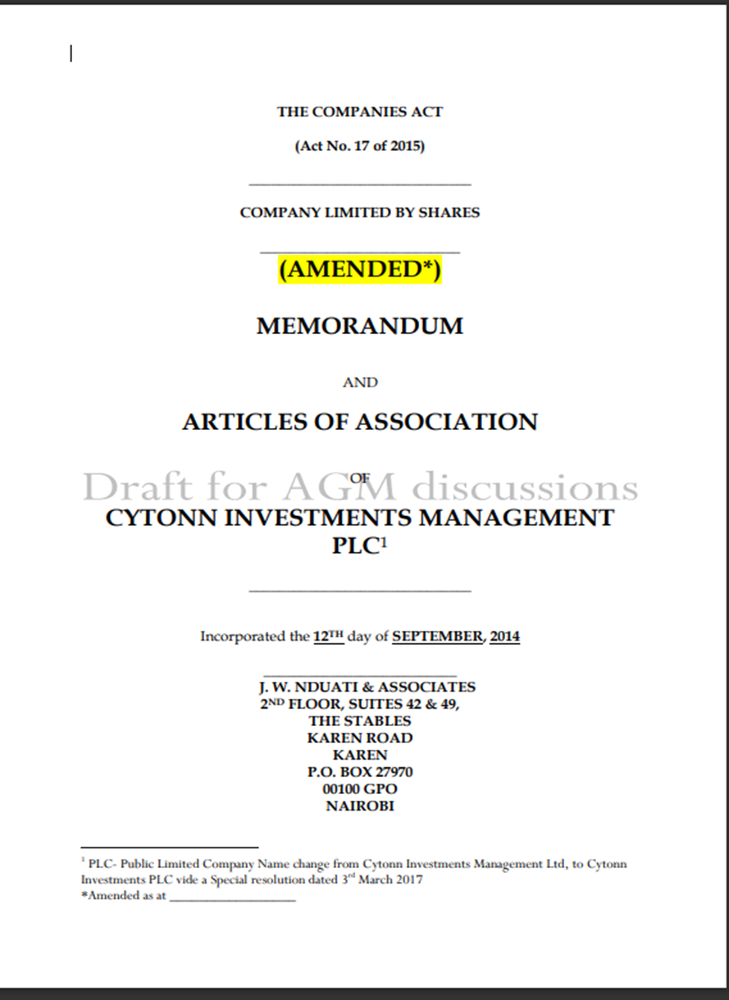 THE COMPANIES ACT
(Act No. 17 of 2015)
COMPANY LIMITED BY SHARES
(AMENDED*)
MEMORANDUM
AND
ARTICLES OF ASSOCIATION
OF
Draft for AGM discussions
CYTONN INVESTMENTS MANAGEMENT
PLC¹
Incorporated the 12TH day of SEPTEMBER, 2014
J. W. NDUATI & ASSOCIATES
2ND FLOOR, SUITES 42 & 49,
THE STABLES
KAREN ROAD
KAREN
P.O. BOX 27970
00100 GPO
NAIROBI
¹ PLC- Public Limited Company Name change from Cytonn Investments Management Ltd, to Cytonn
Investments PLC vide a Special resolution dated 3rd March 2017
*Amended as at ____________________